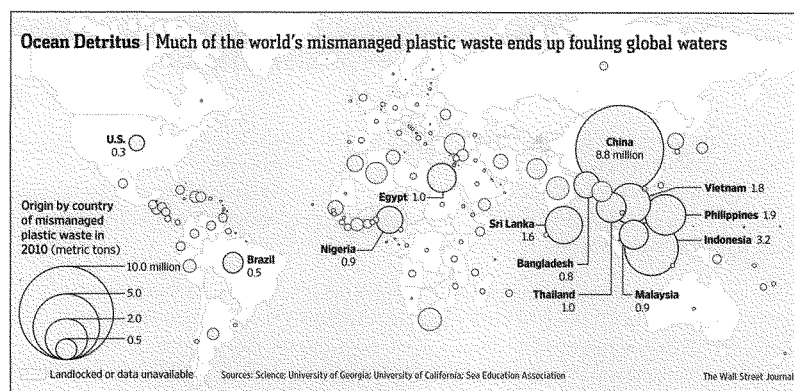 Ocean Detritus | Much of the world's mismanaged plastic waste ends up fouling global waters
U.S.
0.3
China
8.8 million
Egypt 1.0
Vietnam 1.8
Philippines 1.9
Indonesia 3.2
Sri Lanka
1.6
Nigeria
0.9
Bangladesh
0.8
Thailand
1.0
Malaysia
0.9
Brazil
0.5
Origin by country
of mismanaged
plastic waste in
2010 (metric tons)
10.0 million
5.0
2.0
0.5
Landlocked or data unavailable
Sources: Science; University of Georgia; University of California; Sea Education Association
The Wall Street Journal